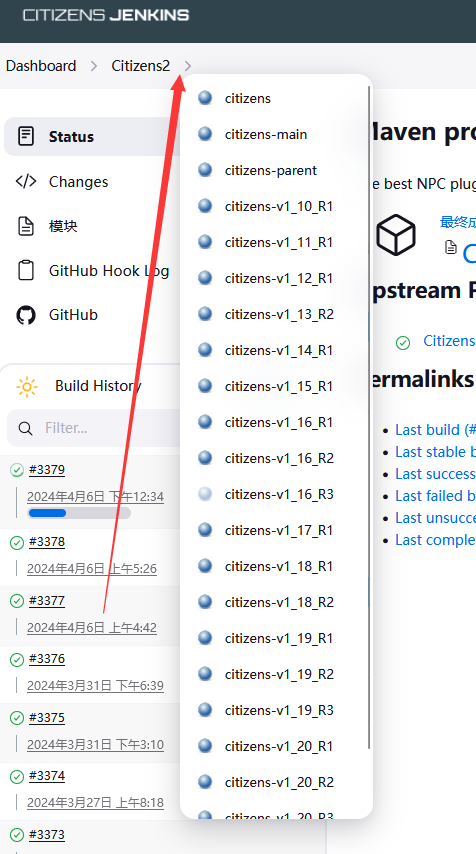 CITIZENS JENKINS
Dashboard
Citizens2
Status
Changes
模块
GitHub Hook Log
GitHub
Build History
Filter...
#3379
2024年4月6日 下午12:34
#3378
2024年4月6日 上午5:26
#3377
2024年4月6日 上午4:42
#3376
2024年3月31日 下午6:39
#3375
2024年3月31日 下午3:10
#3374
2024年3月27日 上午8:18
#3373
citizens
citizens-main
citizens-parent
citizens-v1_10_R1
citizens-v1_11_R1
citizens-v1_12_R1
citizens-v1_13_R2
citizens-v1_14_R1
citizens-v1_15_R1
citizens-v1_16_R1
citizens-v1_16_R2
citizens-v1_16_R3
citizens-v1_17_R1
citizens-v1_18_R1
citizens-v1_18_R2
citizens-v1_19_R1
citizens-v1_19_R2
citizens-v1_19_R3
citizens-v1_20_R1
citizens-v1_20_R2
citizens-v1_20_R3
Maven pro
e best NPC plug
最终成
C
pstream P
Citizens
ermalinks
Last build (#
Last stable b
Last success
Last failed b
Last unsucce
Last comple